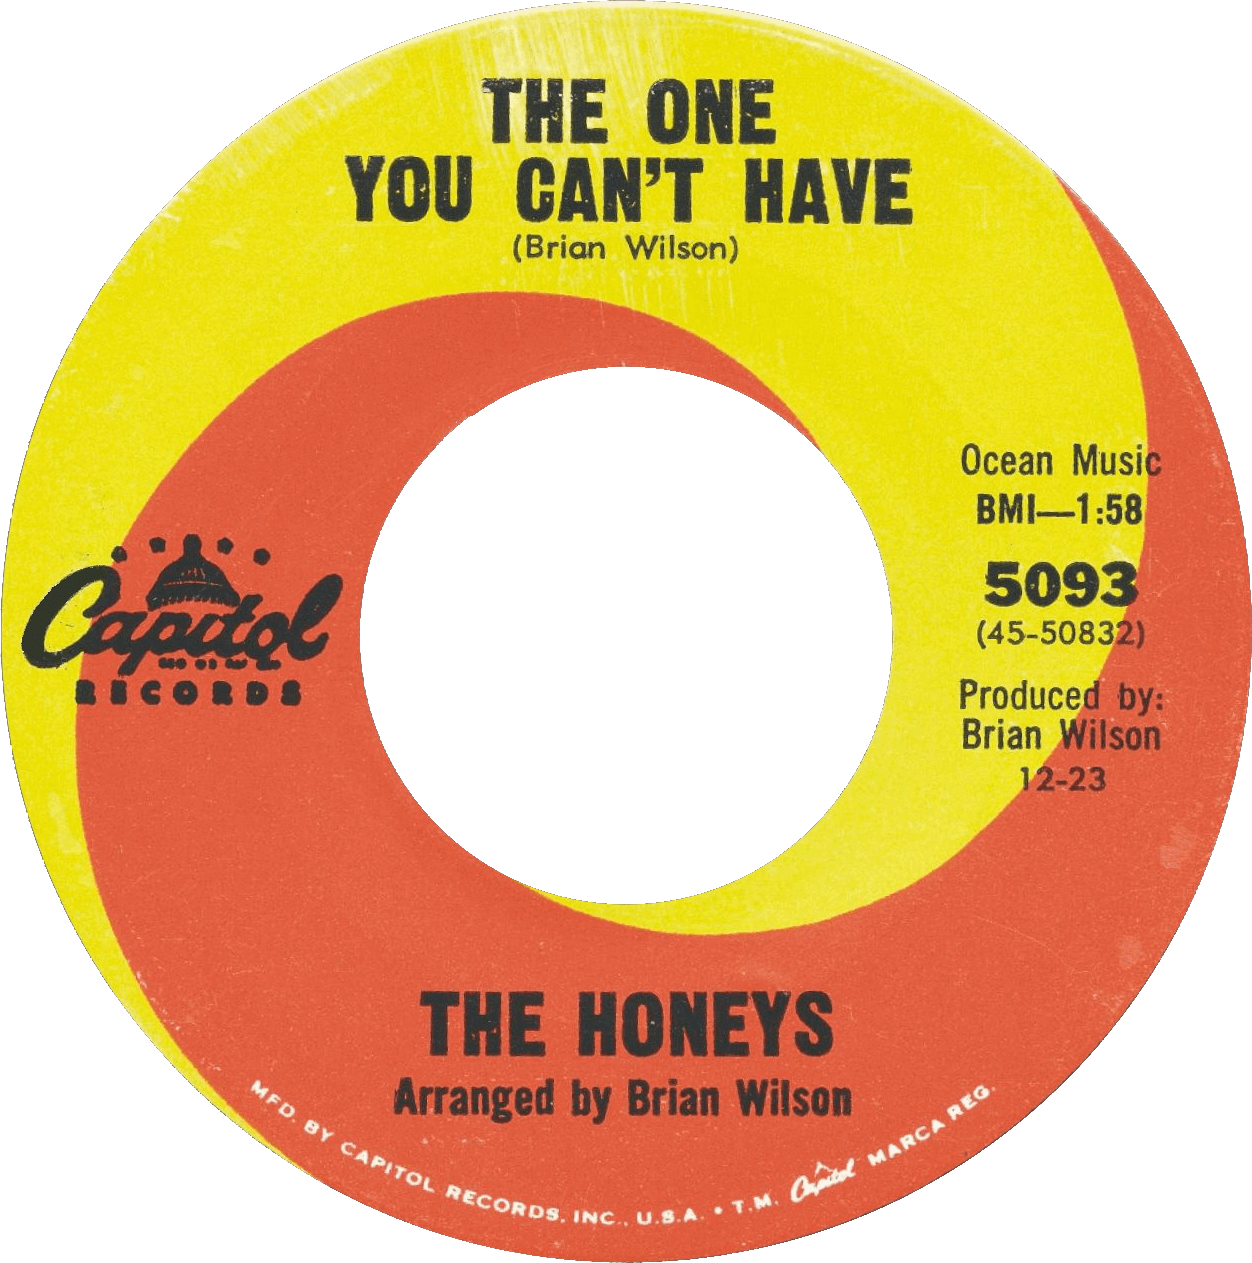 THE ONE
YOU CAN'T HAVE
(Brian Wilson)
Ocean Music
BMI—1:58
5093
(45-50832)
Produced by:
Brian Wilson
12-23
Capitol
RECORDS
THE HONEYS
Arranged by Brian Wilson
MFD. BY CAPITOL RECORDS, INC., U.S.A. • T.M. Capitol MARCA REG.